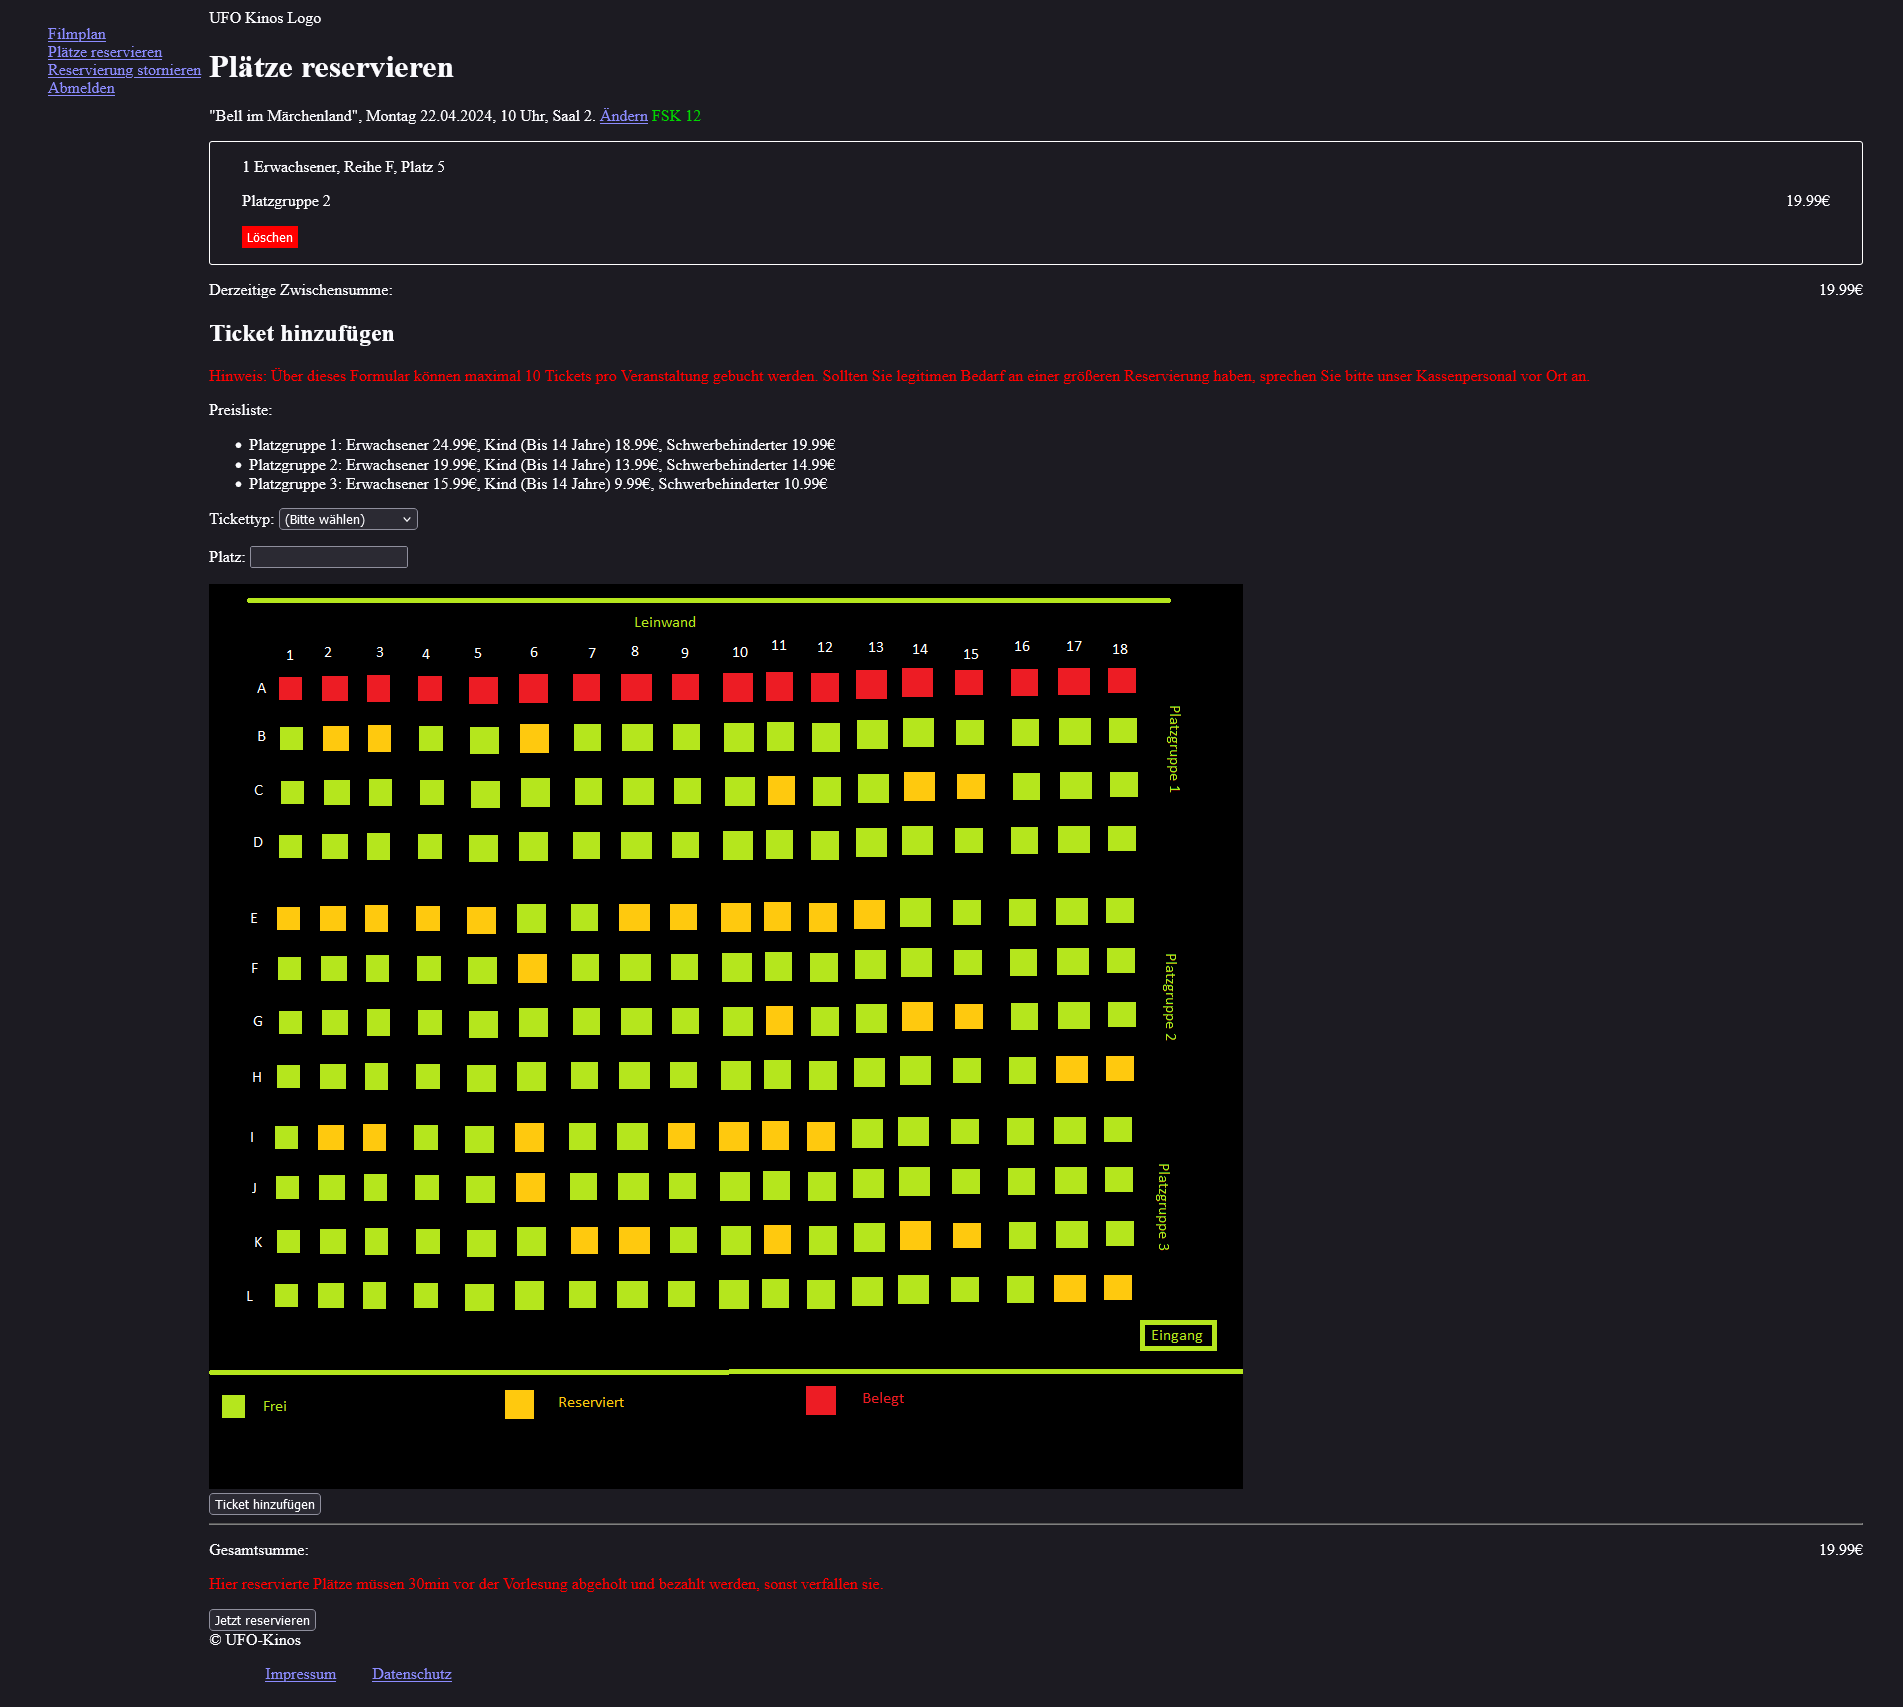 UFO Kinos Logo
Filmplan
Plätze reservieren
Reservierung stornieren
Abmelden
Plätze reservieren
"Bell im Märchenland", Montag 22.04.2024, 10 Uhr, Saal 2. Ändern FSK 12
1 Erwachsener, Reihe F, Platz 5
Platzgruppe 2 19.99€
Löschen
Derzeitige Zwischensumme: 19.99€
Ticket hinzufügen
Hinweis: Über dieses Formular können maximal 10 Tickets pro Veranstaltung gebucht werden. Sollten Sie legitimen Bedarf an einer größeren Reservierung haben, sprechen Sie bitte unser Kassenpersonal vor Ort an.
Preisliste:
• Platzgruppe 1: Erwachsener 24.99€, Kind (Bis 14 Jahre) 18.99€, Schwerbehinderter 19.99€
• Platzgruppe 2: Erwachsener 19.99€, Kind (Bis 14 Jahre) 13.99€, Schwerbehinderter 14.99€
• Platzgruppe 3: Erwachsener 15.99€, Kind (Bis 14 Jahre) 9.99€, Schwerbehinderter 10.99€
Tickettyp: (Bitte wählen)
Platz:
Leinwand
1 2 3 4 5 6 7 8 9 10 11 12 13 14 15 16 17 18
A
B
C
D
Platzgruppe 1
E
F
G
H
Platzgruppe 2
I
J
K
L
Platzgruppe 3
Eingang
Frei Reserviert Belegt
Ticket hinzufügen
Gesamtsumme: 19.99€
Hier reservierte Plätze müssen 30min vor der Vorlesung abgeholt und bezahlt werden, sonst verfallen sie.
Jetzt reservieren
© UFO-Kinos
Impressum Datenschutz